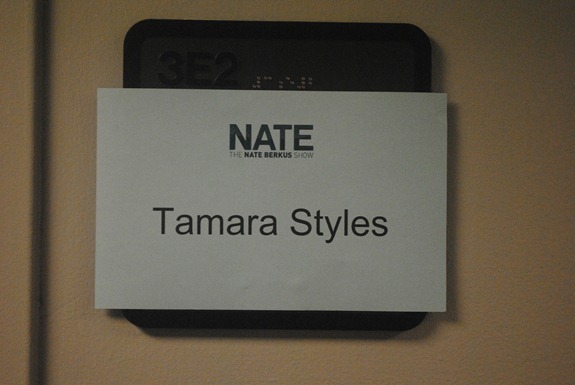 3E2
NATE
THE NATE BERKUS SHOW
Tamara Styles